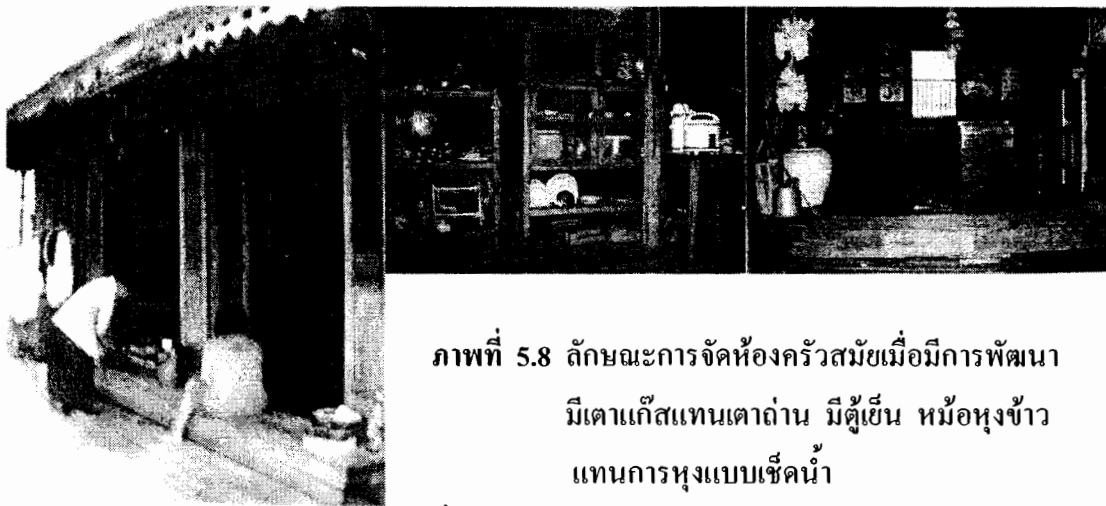 ภาพที่ 5.8 ลักษณะการจัดห้องครัวสมัยเมื่อมีการพัฒนา
มีเตาแก๊สแทนเตาถ่าน มีตู้เย็น หม้อหุงข้าว
แทนการหุงแบบเช็คน้ำ